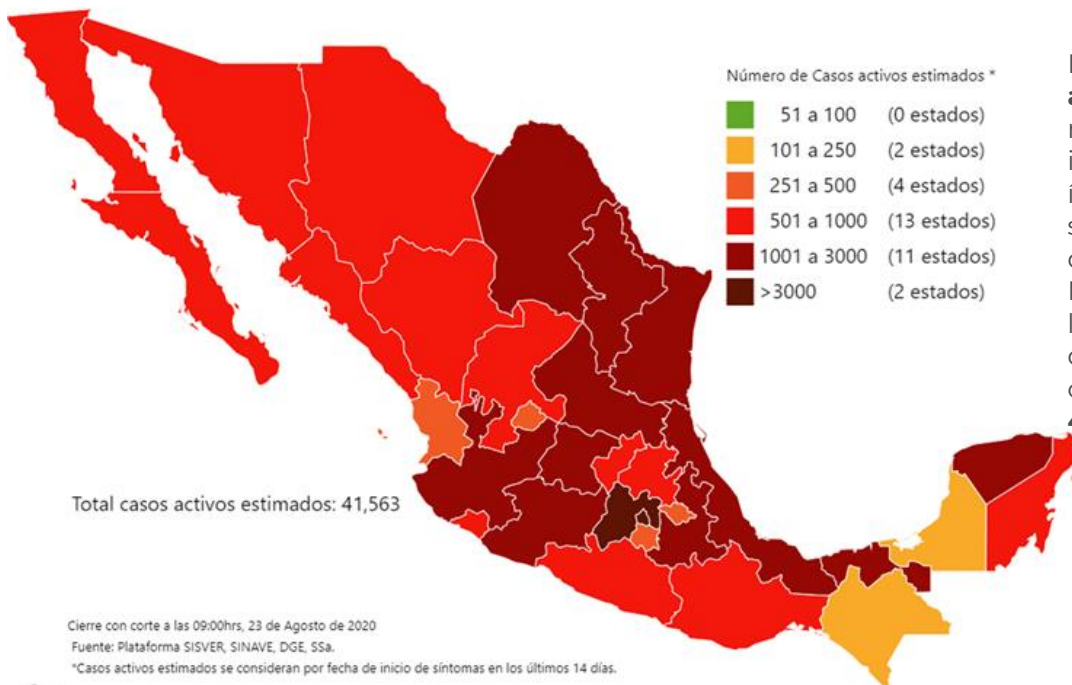 Número de Casos activos estimados *
51 a 100 (0 estados)
101 a 250 (2 estados)
251 a 500 (4 estados)
501 a 1000 (13 estados)
1001 a 3000 (11 estados)
>3000 (2 estados)
Total casos activos estimados: 41,563
Cierre con corte a las 09:00hrs, 23 de Agosto de 2020
Fuente: Plataforma SISVER, SINAVE, DGE, SSa.
*Casos activos estimados se consideran por fecha de inicio de síntomas en los últimos 14 días.